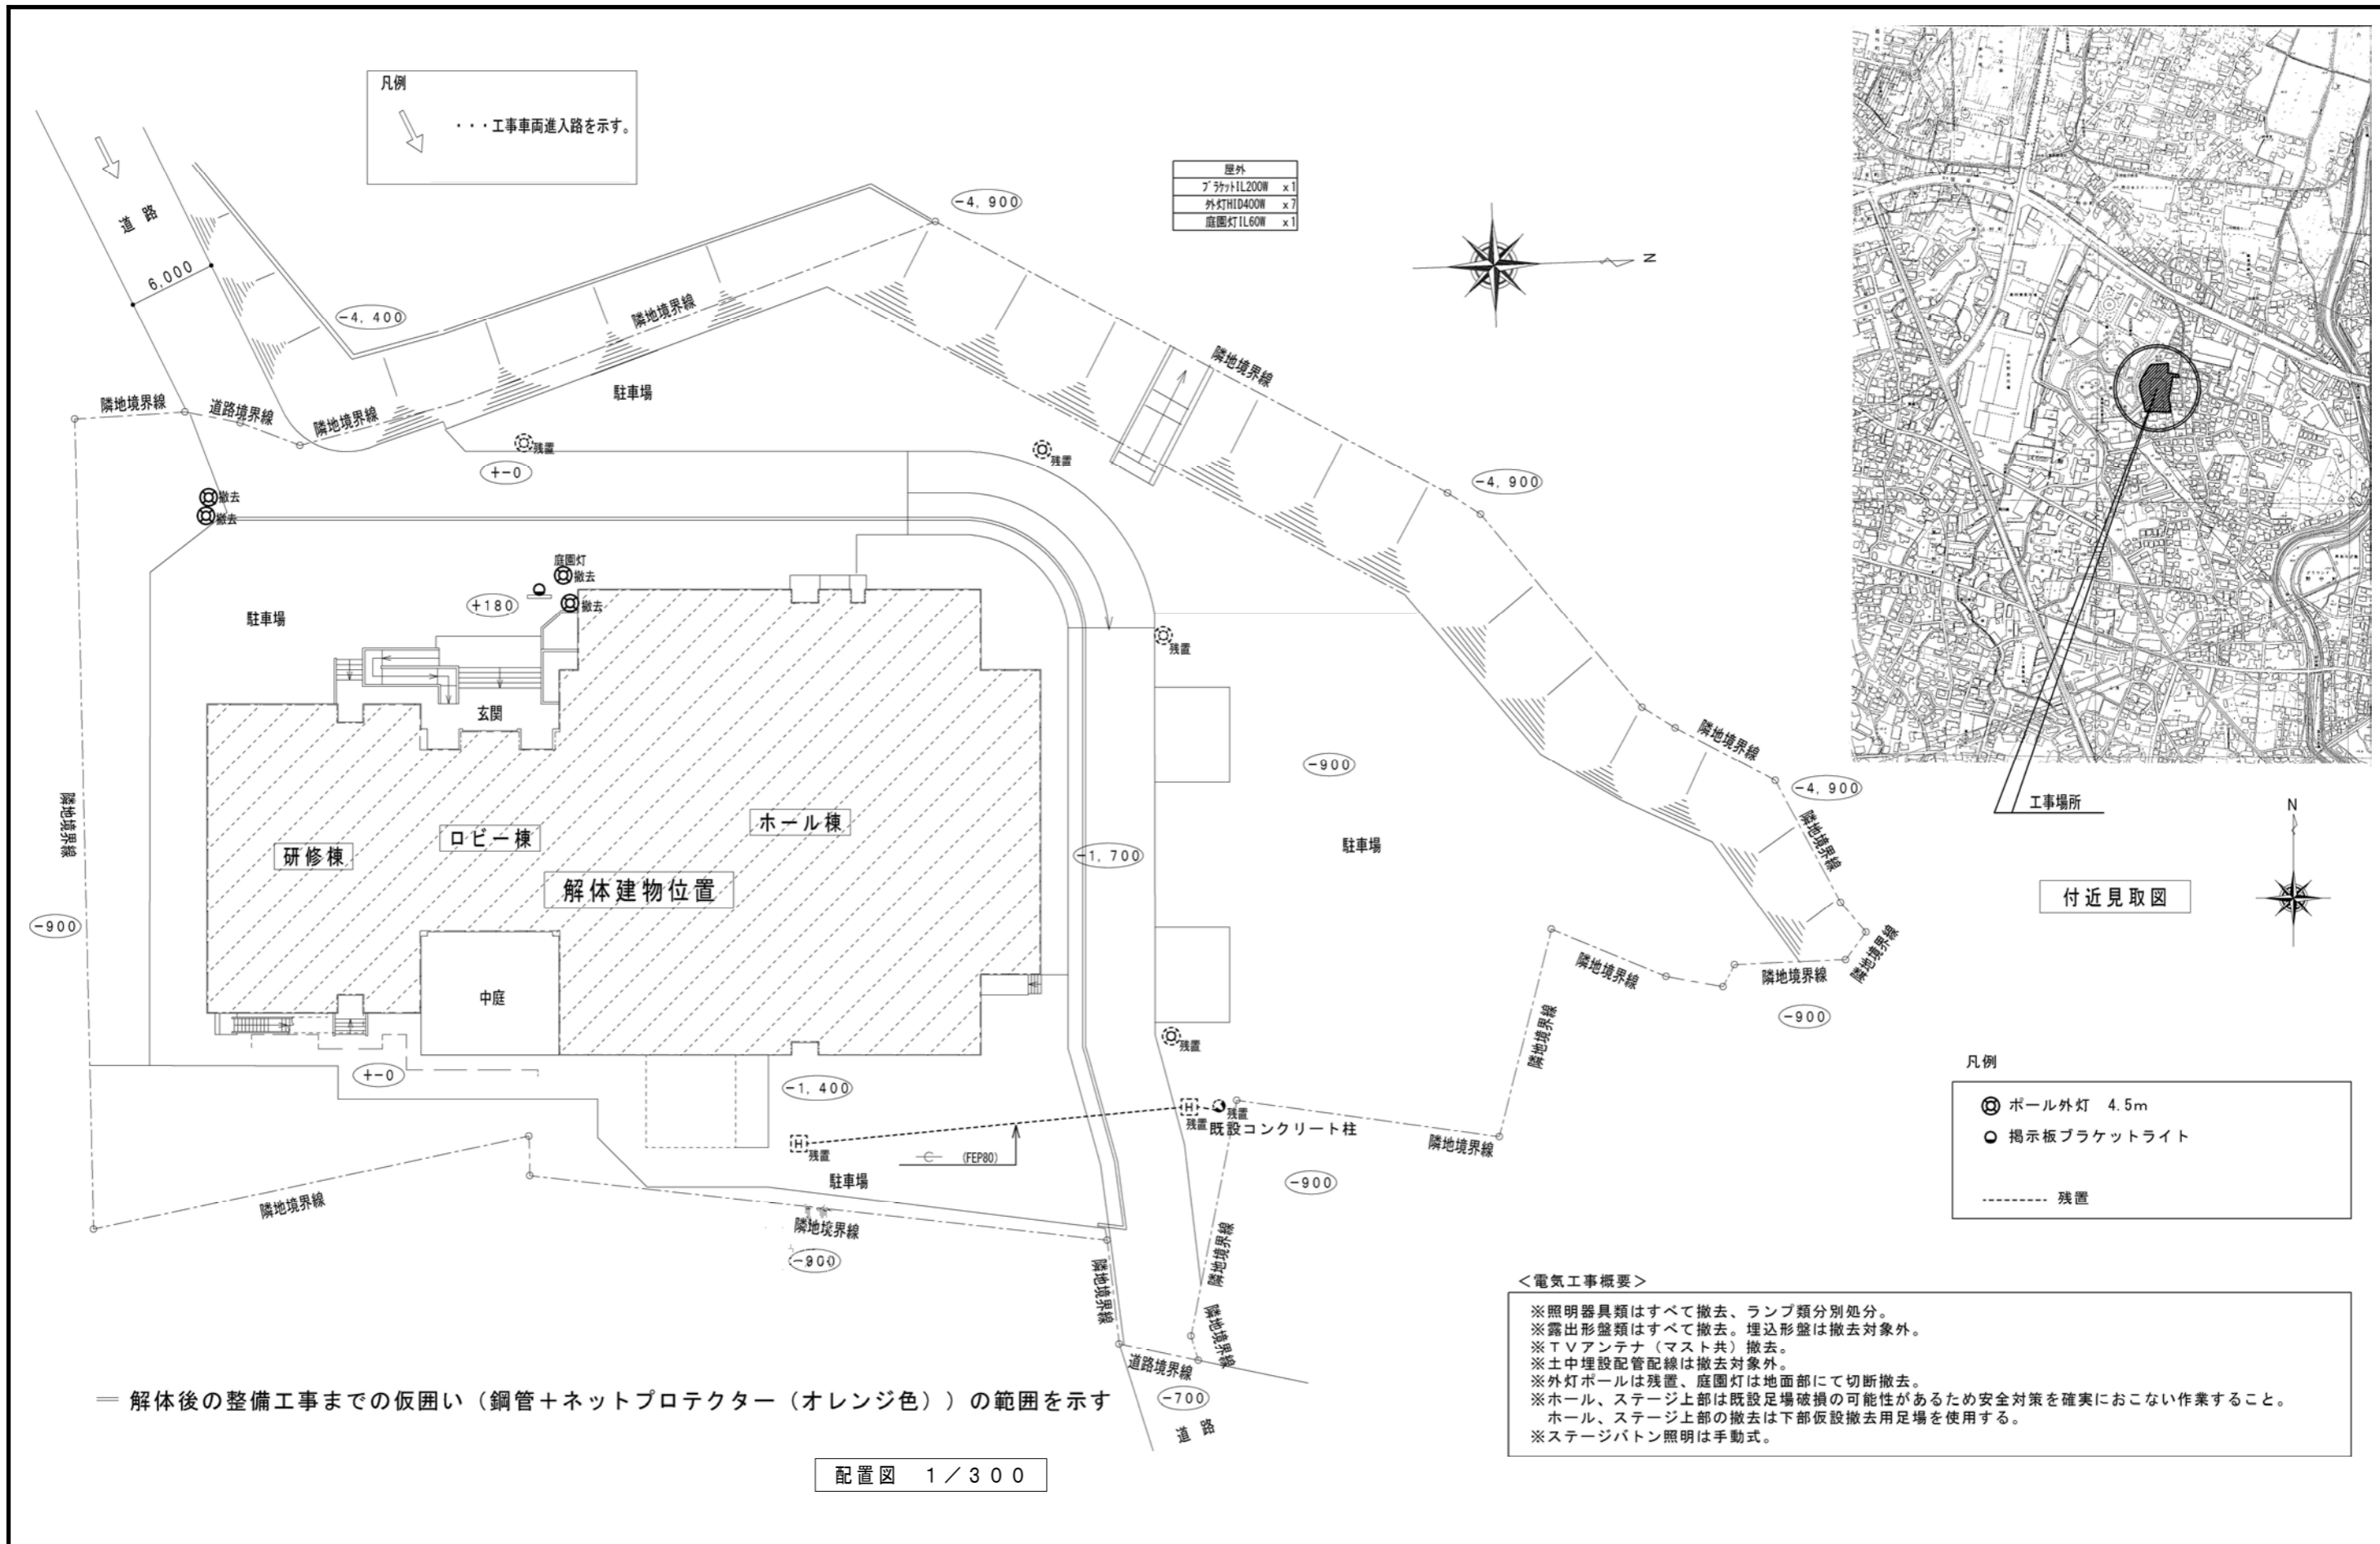 凡例
・・・工事車両進入路を示す。
屋外
ブラケットIL200W x1
外灯HID400W x7
庭園灯IL60W x1
N
道 路
6,000
-4,400
-4,900
隣地境界線
隣地境界線
駐車場
隣地境界線
道路境界線
隣地境界線
残置
+-0
残置
-4,900
撤去
撤去
庭園灯
撤去
+180
撤去
駐車場
残置
玄関
隣地境界線
-900
-4,900
隣地境界線
隣地境界線
ホール棟
ロビー棟
研修棟
-1,700
駐車場
解体建物位置
-900
隣地境界線
隣地境界線
隣地境界線
中庭
-900
隣地境界線
残置
+-0
-1,400
H
残置
残置
既設コンクリート柱
H
残置
(FEP80)
隣地境界線
駐車場
-900
隣地境界線
隣地境界線
-900
隣地境界線
隣地境界線
隣地境界線
道路境界線
-700
道 路
工事場所
N
付近見取図
凡例
ポール外灯 4.5m
掲示板ブラケットライト
残置
<電気工事概要>
※照明器具類はすべて撤去、ランプ類分別処分。
※露出形盤類はすべて撤去。埋込形盤は撤去対象外。
※TVアンテナ（マスト共）撤去。
※土中埋設配管配線は撤去対象外。
※外灯ポールは残置、庭園灯は地面部にて切断撤去。
※ホール、ステージ上部は既設足場破損の可能性があるため安全対策を確実におこない作業すること。
ホール、ステージ上部の撤去は下部仮設撤去用足場を使用する。
※ステージバトン照明は手動式。
解体後の整備工事までの仮囲い（鋼管＋ネットプロテクター（オレンジ色））の範囲を示す
配置図 1／300